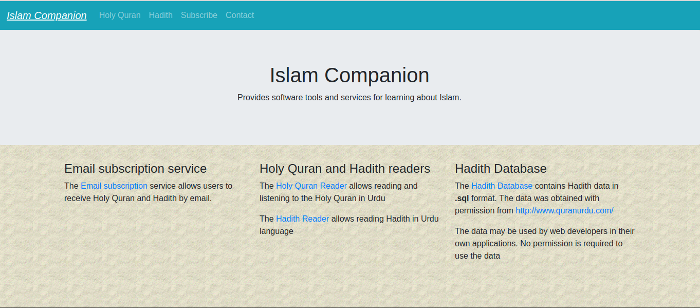 Islam Companion Holy Quran Hadith Subscribe Contact
Islam Companion
Provides software tools and services for learning about Islam.
Email subscription service
The Email subscription service allows users to
receive Holy Quran and Hadith by email.
Holy Quran and Hadith readers
The Holy Quran Reader allows reading and
listening to the Holy Quran in Urdu
The Hadith Reader allows reading Hadith in Urdu
language
Hadith Database
The Hadith Database contains Hadith data in
.sql format. The data was obtained with
permission from http://www.quranurdu.com/
The data may be used by web developers in their
own applications. No permission is required to
use the data